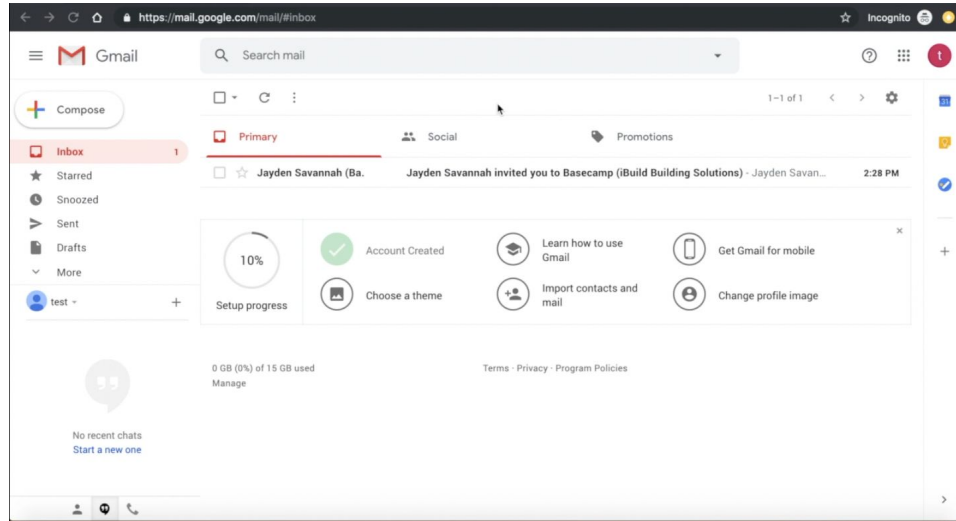 https://mail.google.com/mail/#inbox
Incognito
Gmail
Search mail
t
Compose
1–1 of 1
31
Primary
Social
Promotions
Inbox
1
Jayden Savannah (Ba.
Jayden Savannah invited you to Basecamp (iBuild Building Solutions) - Jayden Savan...
2:28 PM
Starred
Snoozed
Sent
Drafts
More
test
10%
Setup progress
Account Created
Learn how to use
Gmail
Get Gmail for mobile
Choose a theme
Import contacts and
mail
Change profile image
0 GB (0%) of 15 GB used
Manage
Terms · Privacy · Program Policies
No recent chats
Start a new one